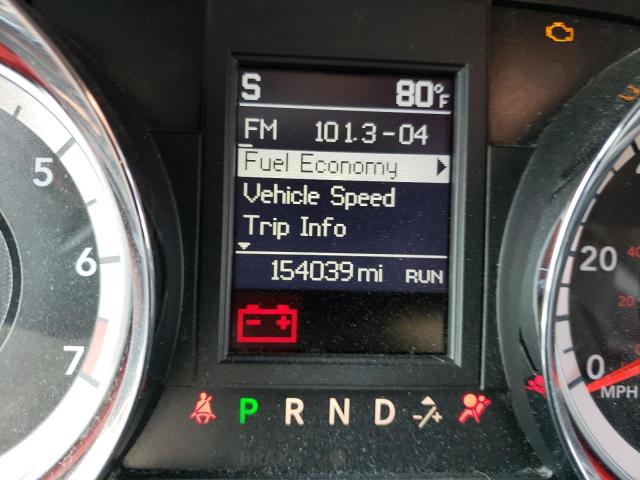 S 80°F
FM 101.3-04
Fuel Economy
Vehicle Speed
Trip Info
154039 mi RUN
5
6
7
20
0
MPH
20
P R N D